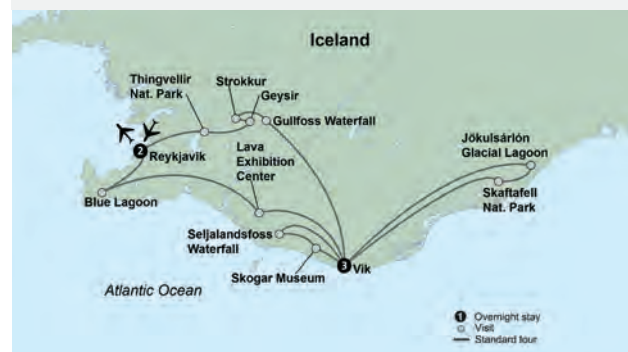 Iceland
Thingvellir
Nat. Park
Strokkur
Geysir
Gullfoss Waterfall
2
Reykjavik
Lava
Exhibition
Center
Jökulsárlón
Glacial Lagoon
Blue Lagoon
Skaftafell
Nat. Park
Seljalandsfoss
Waterfall
Skogar Museum
3 Vik
Atlantic Ocean
1 Overnight stay
Visit
Standard tour